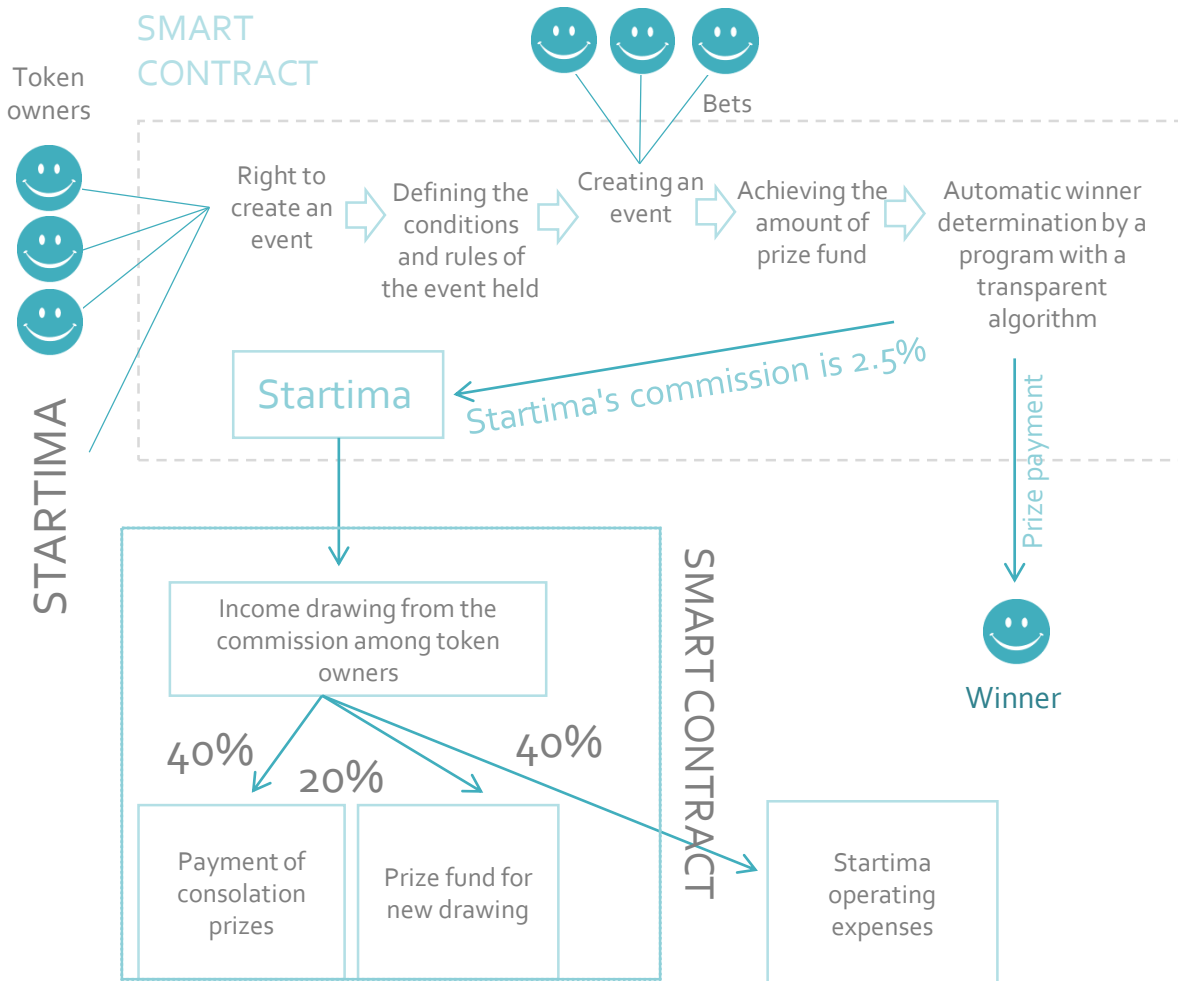 SMART
CONTRACT
Token
owners
Bets
Right to
create an
event
Defining the
conditions
and rules of
the event held
Creating an
event
Achieving the
amount of
prize fund
Automatic winner
determination by a
program with a
transparent
algorithm
Startima
Startima's commission is 2.5%
Prize payment
STARTIMA
Winner
SMART CONTRACT
Income drawing from the
commission among token
owners
40%
20%
40%
Payment of
consolation
prizes
Prize fund for
new drawing
Startima
operating
expenses